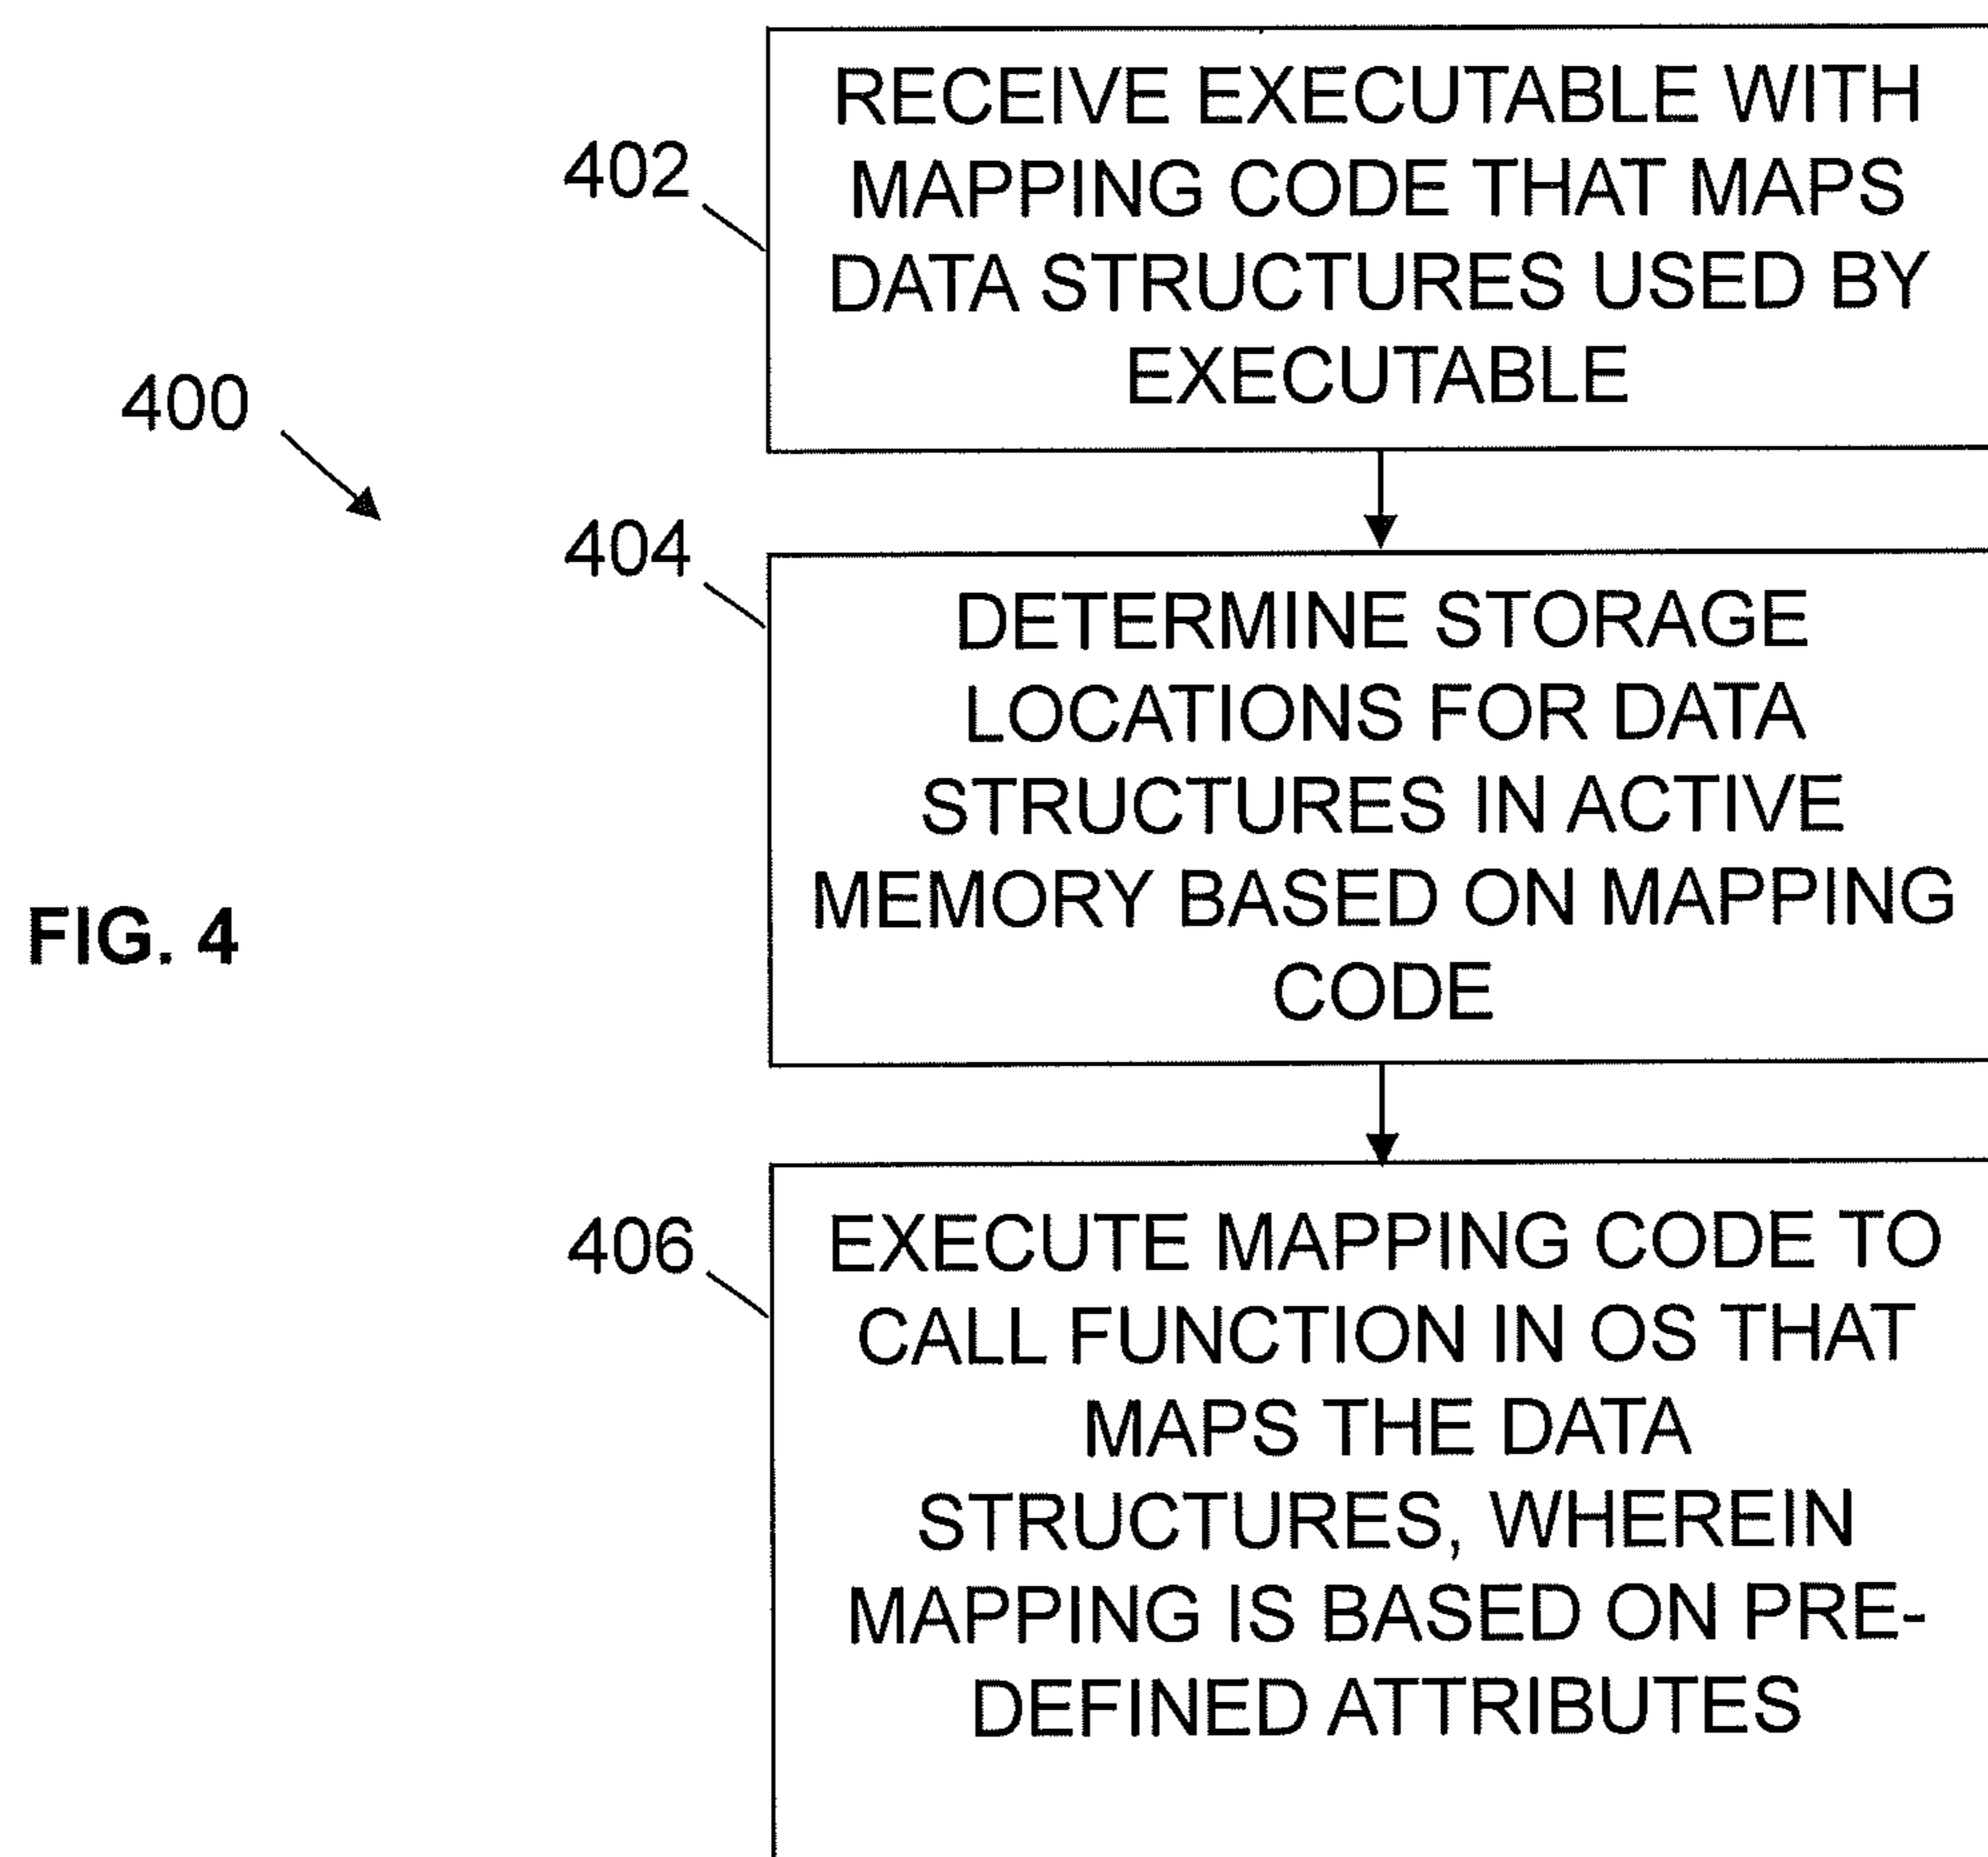 RECEIVE EXECUTABLE WITH
MAPPING CODE THAT MAPS
DATA STRUCTURES USED BY
EXECUTABLE
402
400
404
DETERMINE STORAGE
LOCATIONS FOR DATA
STRUCTURES IN ACTIVE
MEMORY BASED ON MAPPING
CODE
FIG. 4
406
EXECUTE MAPPING CODE TO
CALL FUNCTION IN OS THAT
MAPS THE DATA
STRUCTURES, WHEREIN
MAPPING IS BASED ON PRE-
DEFINED ATTRIBUTES